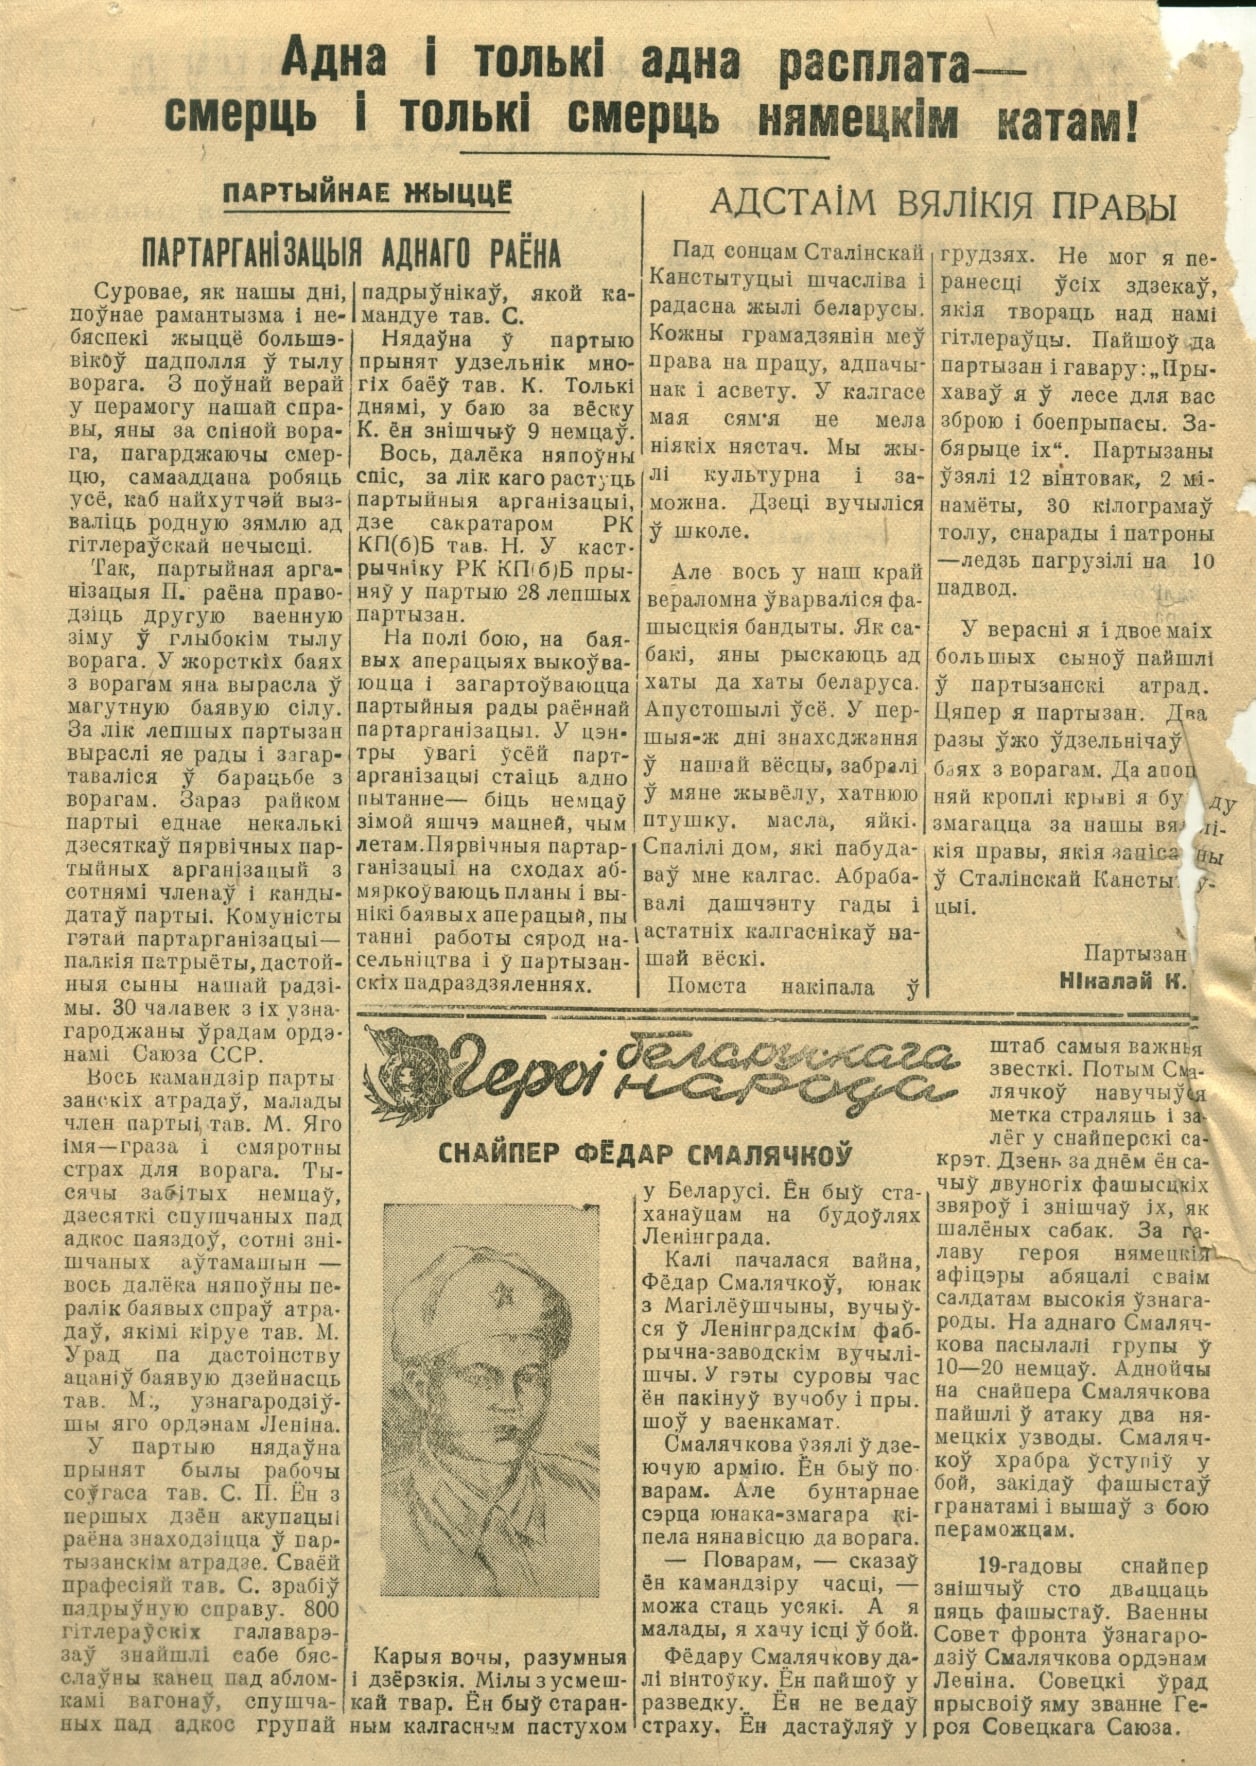 Адна і толькі адна расплата—
смерць і толькі смерць нямецкім катам!
ПАРТЫЙНАЕ ЖЫЦЦЁ
ПАРТАРГАНІЗАЦЫЯ АДНАГО РАЁНА
Суровае, як нашы дні,
поўнае рамантызма і не-
бяспекі жыццё большэ-
вікоў падполля ў тылу
ворага. З поўнай верай
у перамогу нашай спра-
вы, яны за спіной вора-
га, пагарджаючы смер-
цю, самааддана робяць
усё, каб найхутчэй выз-
валіць родную зямлю ад
гітлераўскай нечысці.
Так, партыйная арга-
нізацыя П. раёна право-
дзіць другую ваенную
зіму ў глыбокім тылу
ворага. У жорсткіх баях
з ворагам яна вырасла ў
магутную баявую сілу.
За лік лепшых партызан
выраслі яе рады і загар-
таваліся ў барацьбе з
ворагам. Зараз райком
партыі еднае некалькі
дзесяткаў пярвічных пар-
тыйных арганізацый з
сотнямі членаў і канды-
датаў партыі. Комуністы
гэтай партарганізацыі—
палкія патрыёты, дастой-
ныя сыны нашай радзі-
мы. 30 чалавек з іх узна-
гароджаны ўрадам ордэ-
намі Саюза ССР.
Вось камандзір парты
занскіх атрадаў, малады
член партыі, тав. М. Яго
імя—граза і смяротны
страх для ворага. Ты-
сячы забітых немцаў,
дзесяткі спушчаных пад
адкос паяздоў, сотні зні-
шчаных аўтамашын —
вось далёка няпоўны пе-
ралік баявых спраў атра-
даў, якімі кіруе тав. М.
Урад па дастоінству
ацаніў баявую дзейнасць
тав. М., узнагародзіў-
шы яго ордэнам Леніна.
У партыю нядаўна
прынят былы рабочы
соўгаса тав. С. П. Ён з
першых дзён акупацыі
раёна знаходзіцца ў пар-
тызанскім атрадзе. Сваёй
прафесіяй тав. С. зрабіў
падрыўную справу. 800
гітлераўскіх галаварэ-
заў знайшлі сабе бяс-
слаўны канец пад аблом-
камі вагонаў, спушча-
ных пад адкос групай
падрыўнікаў, якой ка-
мандуе тав. С.
Нядаўна ў партыю
прынят удзельнік мно-
гіх баёў тав. К. Толькі
днямі, у баю за вёску
К. ён знішчыў 9 немцаў.
Вось, далёка няпоўны
спіс, за лік каго растуць
партыйныя арганізацыі,
дзе сакратаром РК
КП(б)Б тав. Н. У каст-
рычніку РК КП(б)Б пры-
няў у партыю 28 лепшых
партызан.
На полі бою, на бая-
вых аперацыях выкоўва-
юцца і загартоўваюцца
партыйныя рады раённай
партарганізацыі. У цэн-
тры ўвагі ўсёй парт-
арганізацыі стаіць адно
пытанне— біць немцаў
зімой яшчэ мацней, чым
летам. Пярвічныя партар-
ганізацыі на сходах аб-
мяркоўваюць планы і вы-
нікі баявых аперацый, пы
танні работы сярод на-
сельніцтва і ў партызан-
скіх падраздзяленнях.
АДСТАІМ ВЯЛІКІЯ ПРАВЫ
Пад сонцам Сталінскай
Канстытуцыі шчасліва і
радасна жылі беларусы.
Кожны грамадзянін меў
права на працу, адпачы-
нак і асвету. У калгасе
мая сям'я не мела
ніякіх нястач. Мы жы-
лі культурна і за-
можна. Дзеці вучыліся
ў школе.
Але вось у наш край
вераломна ўварваліся фа-
шысцкія бандыты. Як са-
бакі, яны рыскаюць ад
хаты да хаты беларуса.
Апустошылі ўсё. У пер-
шыя-ж дні знахсджання
ў нашай вёсцы, забралі
ў мяне жывёлу, хатнюю
птушку, масла, яйкі.
Спалілі дом, які пабуда-
ваў мне калгас. Абраба-
валі дашчэнту гады і
астатніх калгаснікаў на-
шай вёскі.
Помста накіпала ў
грудзях. Не мог я пе-
ранесці ўсіх здзекаў,
якія твораць над намі
гітлераўцы. Пайшоў да
партызан і гавару: „Пры-
хаваў я ў лесе для вас
зброю і боепрыпасы. За-
бярыце іх“. Партызаны
ўзялі 12 вінтовак, 2 мі-
намёты, 30 кілограмаў
толу, снарады і патроны
—ледзь пагрузілі на 10
падвод.
У верасні я і двое маіх
большых сыноў пайшлі
ў партызанскі атрад.
Цяпер я партызан. Два
разы ўжо ўдзельнічаў
баях з ворагам. Да апош
няй кроплі крыві я буду
змагацца за нашы вялі-
кія правы, якія запісаны
ў Сталінскай Канстыту-
цыі.
Партызан
Нікалай К.
Героі беларускага
народа
СНАЙПЕР ФЁДАР СМАЛЯЧКОЎ
Карыя вочы, разумныя
і дзёрзкія. Мілы з усмеш-
кай твар. Ён быў старан-
ным калгасным пастухом
у Беларусі. Ён быў ста-
ханаўцам на будоўлях
Ленінграда.
Калі пачалася вайна,
Фёдар Смалячкоў, юнак
з Магілёўшчыны, вучыў-
ся ў Ленінградскім фаб-
рычна-заводскім вучылі-
шчы. У гэты суровы час
ён пакінуў вучобу і пры.
шоў у ваенкамат.
Смалячкова ўзялі ў дзе-
ючую армію. Ён быў по-
варам. Але бунтарнае
сэрца юнака-змагара кі-
пела нянавісцю да ворага.
— Поварам, — сказаў
ён камандзіру часці, —
можа стаць усякі. А я
малады, я хачу ісці ў бой.
Фёдару Смалячкову да-
лі вінтоўку. Ён пайшоў у
разведку. Ён не ведаў
страху. Ён дастаўляў у
штаб самыя важныя
звесткі. Потым Сма-
лячкоў навучыўся
метка страляць і за-
лёг у снайперскі са-
крэт. Дзень за днём ён са-
чыў двуногіх фашысцкіх
звяроў і знішчаў іх, як
шалёных сабак. За га-
лаву героя нямецкія
афіцэры абяцалі сваім
салдатам высокія ўзнага-
роды. На аднаго Смаляч-
кова пасылалі групы ў
10—20 немцаў. Аднойчы
на снайпера Смалячкова
пайшлі ў атаку два ня-
мецкіх узводы. Смаляч-
коў храбра ўступіў у
бой, закідаў фашыстаў
гранатамі і вышаў з бою
пераможцам.
19-гадовы снайпер
знішчыў сто дваццаць
пяць фашыстаў. Ваенны
Совет фронта ўзнагаро-
дзіў Смалячкова ордэнам
Леніна. Совецкі ўрад
прысвоіў яму званне Ге-
роя Совецкага Саюза.